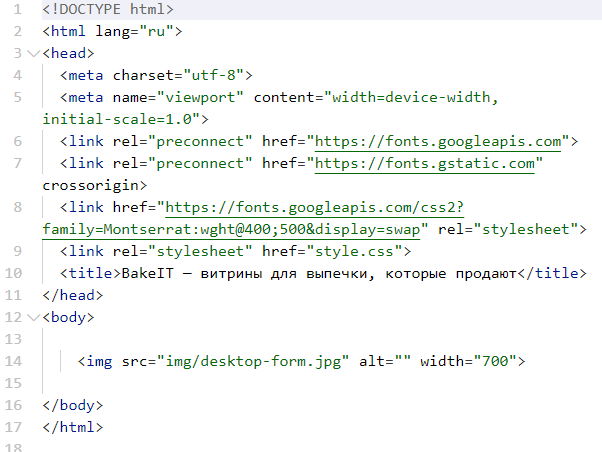 1 <!DOCTYPE html>
2 <html lang="ru">
3 <head>
4 <meta charset="utf-8">
5 <meta name="viewport" content="width=device-width,
initial-scale=1.0">
6 <link rel="preconnect" href="https://fonts.googleapis.com">
7 <link rel="preconnect" href="https://fonts.gstatic.com"
crossorigin>
8 <link href="https://fonts.googleapis.com/css2?
family=Montserrat:wght@400;500&display=swap" rel="stylesheet">
9 <link rel="stylesheet" href="style.css">
10 <title>BakeIT — витрины для выпечки, которые продают</title>
11 </head>
12 <body>
13
14 <img src="img/desktop-form.jpg" alt="" width="700">
15
16 </body>
17 </html>
18